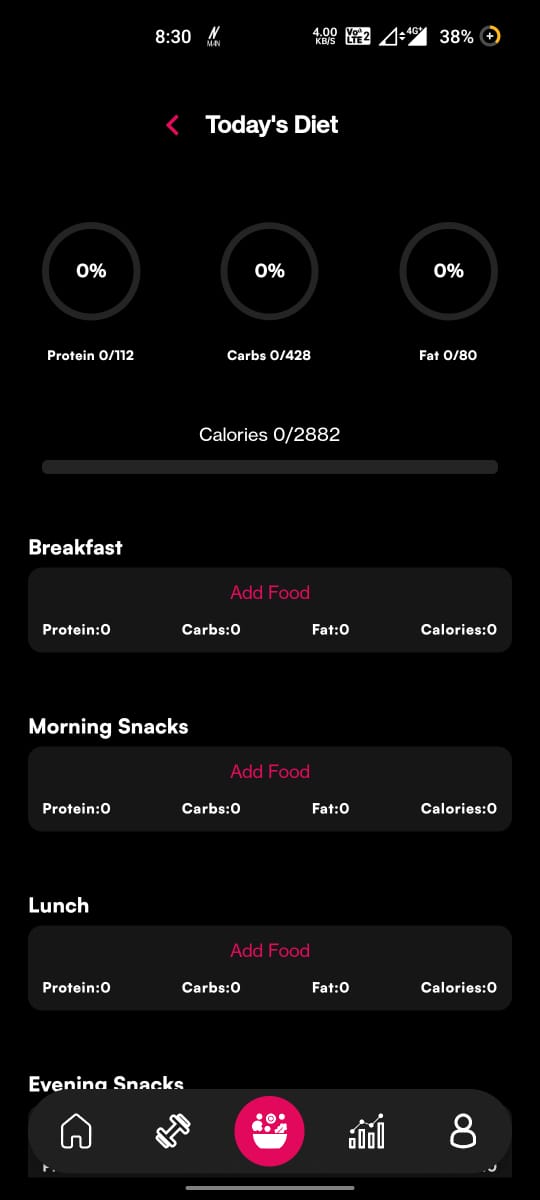 8:30
4.00
KB/S
Vo
LTE 2
4G+
38%
Today's Diet
0%
0%
0%
Protein 0/112
Carbs 0/428
Fat 0/80
Calories 0/2882
Breakfast
Add Food
Protein:0 Carbs:0 Fat:0 Calories:0
Morning Snacks
Add Food
Protein:0 Carbs:0 Fat:0 Calories:0
Lunch
Add Food
Protein:0 Carbs:0 Fat:0 Calories:0
Evening Snacks